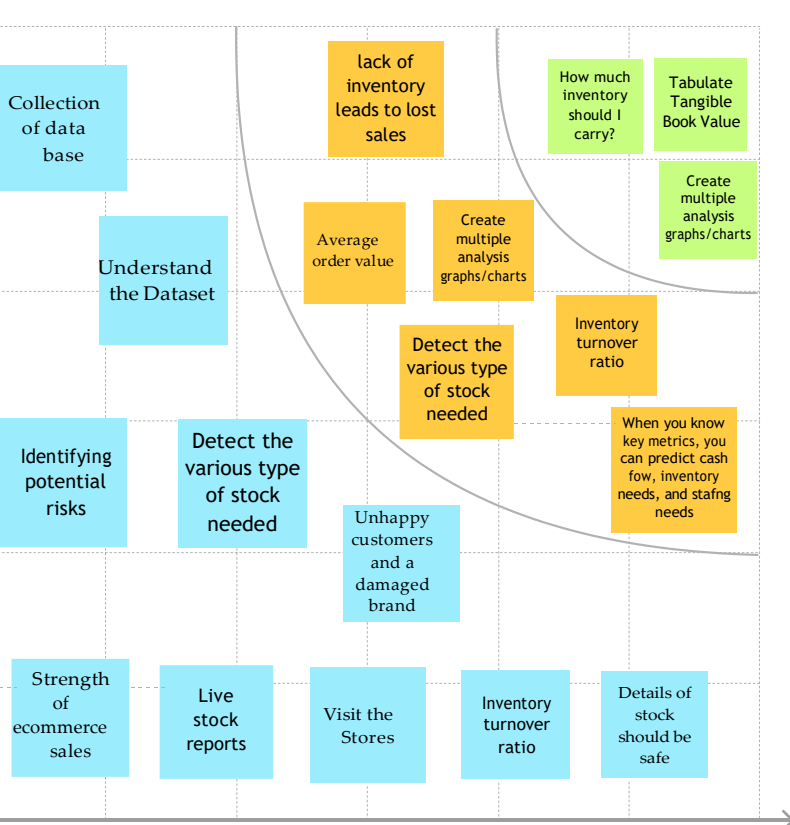 Collection
of data
base
lack of
inventory
leads to lost
sales
How much
inventory
should I
carry?
Tabulate
Tangible
Book Value
Create
multiple
analysis
graphs/charts
Understand
the Dataset
Average
order value
Create
multiple
analysis
graphs/charts
Inventory
turnover
ratio
Detect the
various type
of stock
needed
When you know
key metrics, you
can predict cash
fow, inventory
needs, and stafng
needs
Identifying
potential
risks
Detect the
various type
of stock
needed
Unhappy
customers
and a
damaged
brand
Strength
of
ecommerce
sales
Live
stock
reports
Visit the
Stores
Inventory
turnover
ratio
Details of
stock
should be
safe